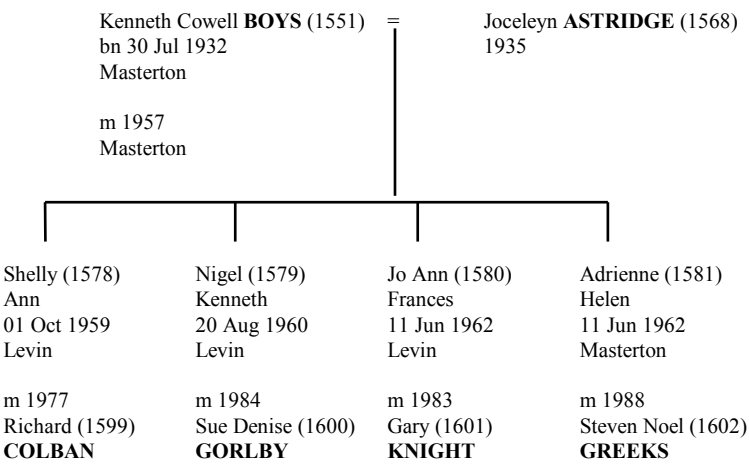 Kenneth Cowell BOYS (1551) = Joceleyn ASTRIDGE (1568)
bn 30 Jul 1932 1935
Masterton
m 1957
Masterton
Shelly (1578) Nigel (1579) Jo Ann (1580) Adrienne (1581)
Ann Kenneth Frances Helen
01 Oct 1959 20 Aug 1960 11 Jun 1962 11 Jun 1962
Levin Levin Levin Masterton
m 1977 m 1984 m 1983 m 1988
Richard (1599) Sue Denise (1600) Gary (1601) Steven Noel (1602)
COLBAN GORLBY KNIGHT GREEKS